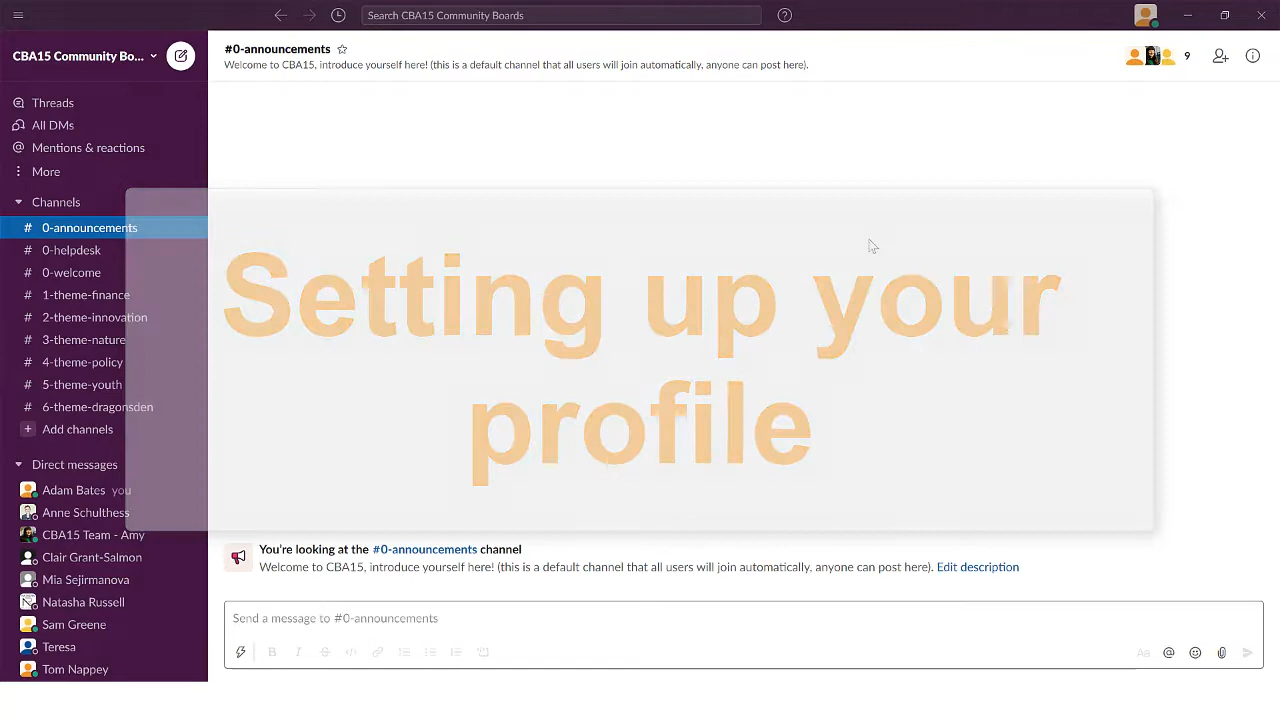 Search CBA15 Community Boards
CBA15 Community Bo...
#0-announcements
Welcome to CBA15, introduce yourself here! (this is a default channel that all users will join automatically, anyone can post here).
9
Threads
All DMs
Mentions & reactions
More
Channels
# 0-announcements
# 0-helpdesk
# 0-welcome
# 1-theme-finance
# 2-theme-innovation
# 3-theme-nature
# 4-theme-policy
# 5-theme-youth
# 6-theme-dragonsden
+ Add channels
Direct messages
Adam Bates you
Anne Schulthess
CBA15 Team - Amy
Clair Grant-Salmon
Mia Sejirmanova
Natasha Russell
Sam Greene
Teresa
Tom Nappey
Setting up your
profile
You're looking at the #0-announcements channel
Welcome to CBA15, introduce yourself here! (this is a default channel that all users will join automatically, anyone can post here). Edit description
Send a message to #0-announcements